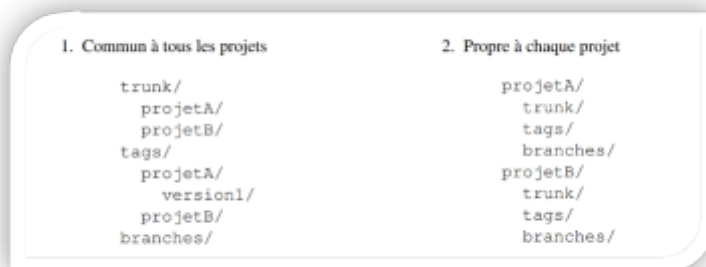 1. Commun à tous les projets
trunk/
projetA/
projetB/
tags/
projetA/
version1/
projetB/
branches/
2. Propre à chaque projet
projetA/
trunk/
tags/
branches/
projetB/
trunk/
tags/
branches/